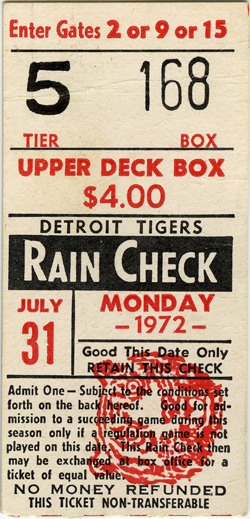 Enter Gates 2 or 9 or 15
5 168
TIER BOX
UPPER DECK BOX
$4.00
DETROIT TIGERS
RAIN CHECK
JULY 31
MONDAY
—1972—
Good This Date Only
RETAIN THIS CHECK
Admit One—Subject to the conditions set
forth on the back hereof. Good for ad-
mission to a succeeding game during this
season only if a regulation game is not
played on this date. This Rain Check then
may be exchanged at box office for a
ticket of equal value.
NO MONEY REFUNDED
THIS TICKET NON-TRANSFERABLE